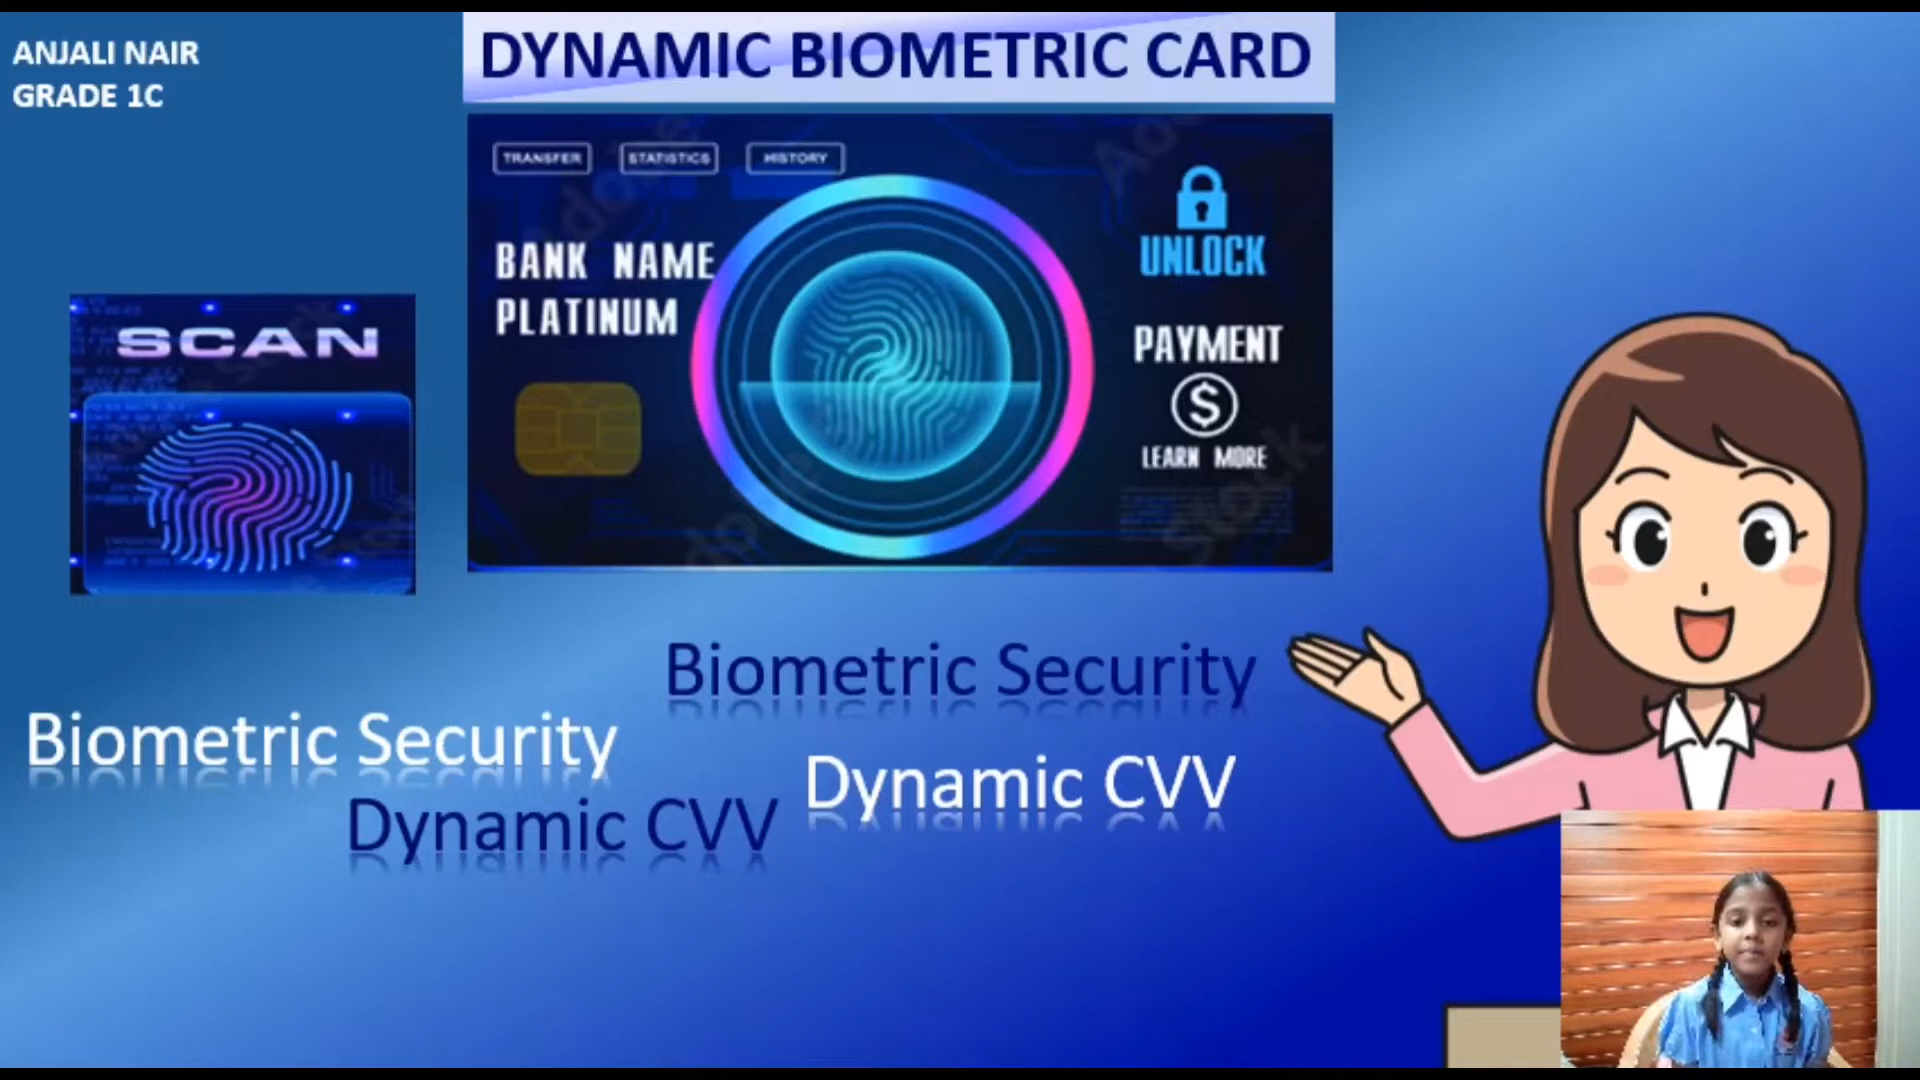 ANJALI NAIR
GRADE 1C
DYNAMIC BIOMETRIC CARD
TRANSFER STATISTICS HISTORY
UNLOCK
BANK NAME
PLATINUM
PAYMENT
$
LEARN MORE
SCAN
Biometric Security
Biometric Security
Dynamic CVV
Dynamic CVV